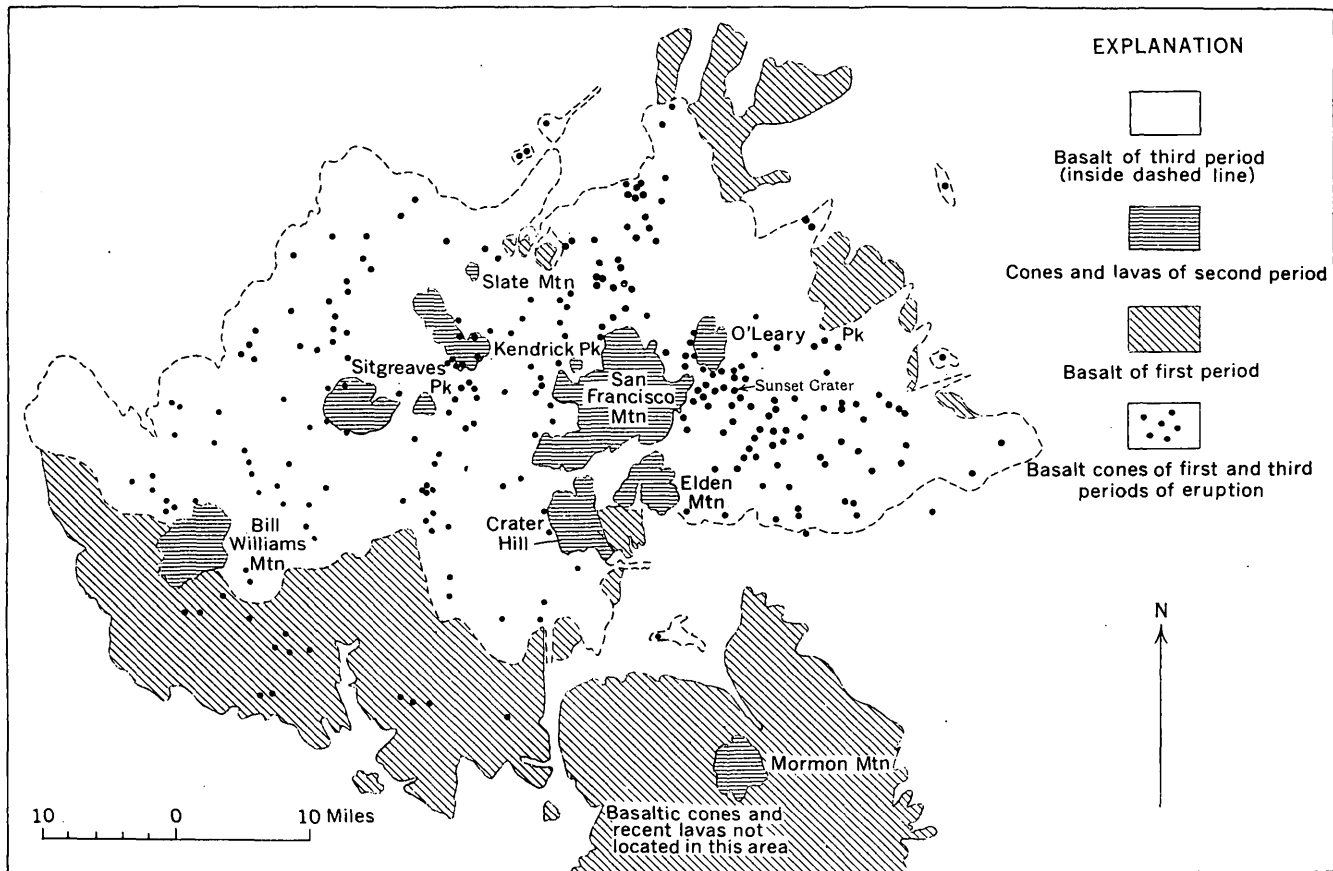 EXPLANATION
Basalt of third period
(inside dashed line)
Cones and lavas of second period
Basalt of first period
Basalt cones of first and third
periods of eruption
Slate Mtn
O'Leary Pk
Kendrick Pk
Sitgreaves
Pk
San
Francisco
Mtn
Sunset Crater
Elden
Mtn
Crater
Hill
Bill
Williams
Mtn
N
Mormon Mtn
Basaltic cones and
recent lavas not
located in this area
10 0 10 Miles